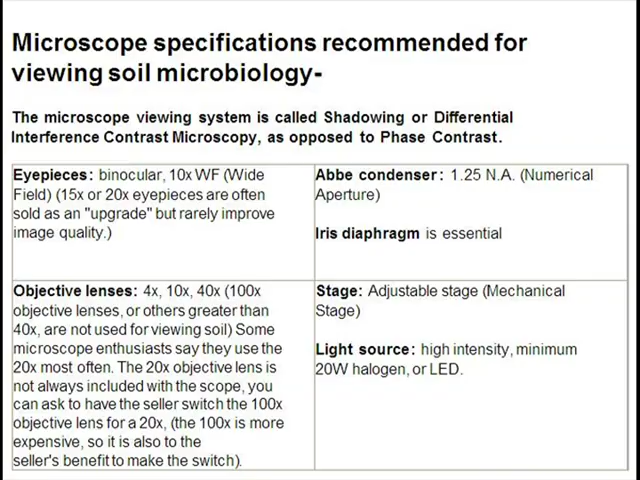 Microscope specifications recommended for
viewing soil microbiology-
The microscope viewing system is called Shadowing or Differential
Interference Contrast Microscopy, as opposed to Phase Contrast.
Eyepieces: binocular, 10x WF (Wide
Field) (15x or 20x eyepieces are often
sold as an "upgrade" but rarely improve
image quality.)
Abbe condenser: 1.25 N.A. (Numerical
Aperture)
Iris diaphragm is essential
Objective lenses: 4x, 10x, 40x (100x
objective lenses, or others greater than
40x, are not used for viewing soil) Some
microscope enthusiasts say they use the
20x most often. The 20x objective lens is
not always included with the scope, you
can ask to have the seller switch the 100x
objective lens for a 20x, (the 100x is more
expensive, so it is also to the
seller's benefit to make the switch).
Stage: Adjustable stage (Mechanical
Stage)
Light source: high intensity, minimum
20W halogen, or LED.